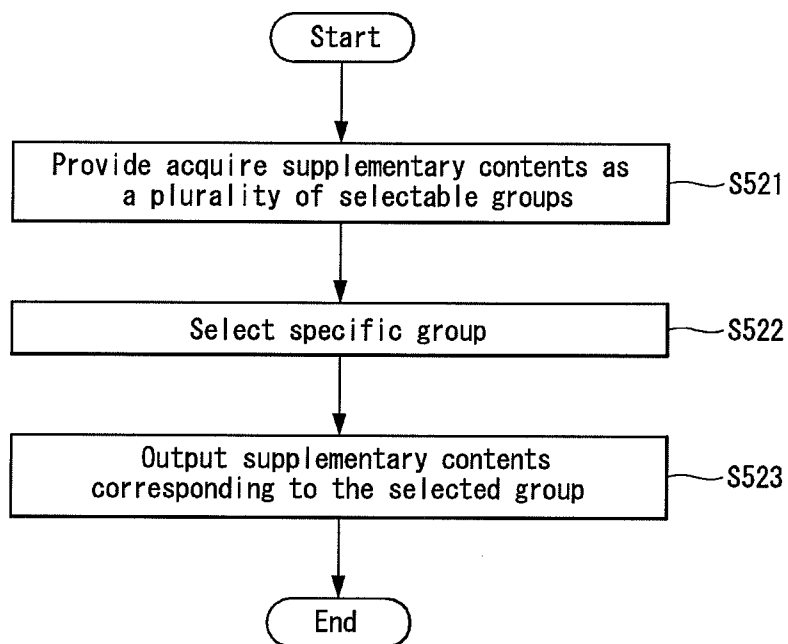 Start
Provide acquire supplementary contents as
a plurality of selectable groups
S521
Select specific group
S522
Output supplementary contents
corresponding to the selected group
S523
End